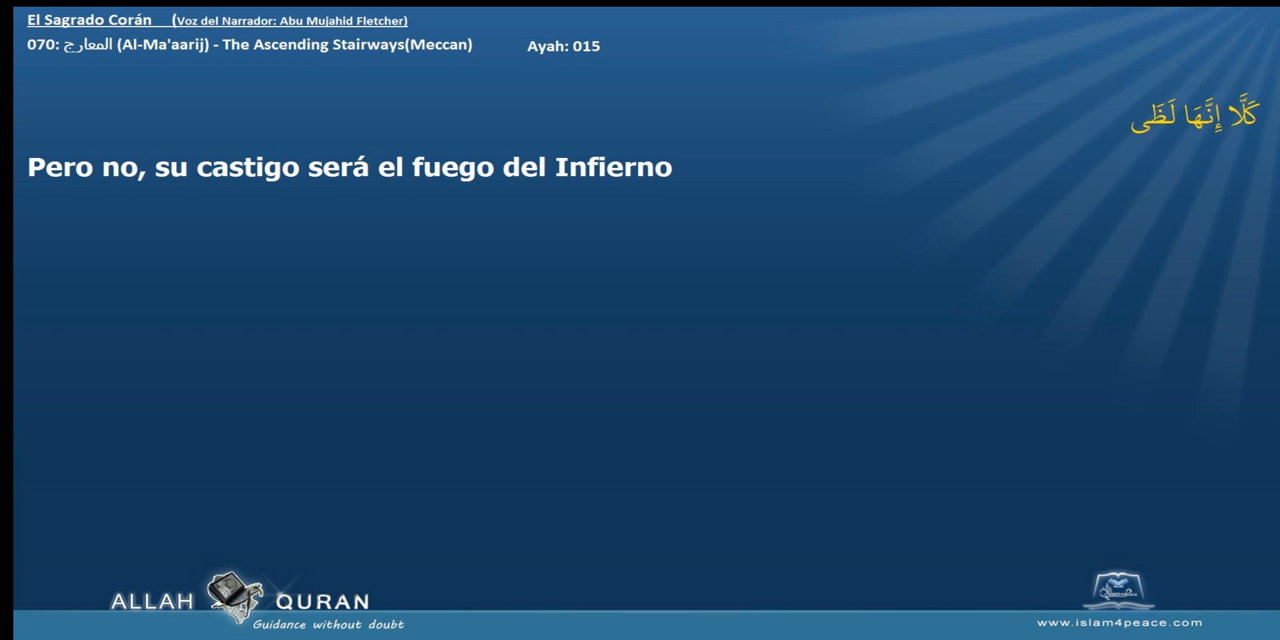 El Sagrado Corán (Voz del Narrador: Abu Mujahid Fletcher)
070: المعارج (Al-Ma'aarij) - The Ascending Stairways(Meccan) Ayah: 015
كَلَّا إِنَّهَا لَظَى
Pero no, su castigo será el fuego del Infierno
ALLAH QURAN
Guidance without doubt
www.islam4peace.com